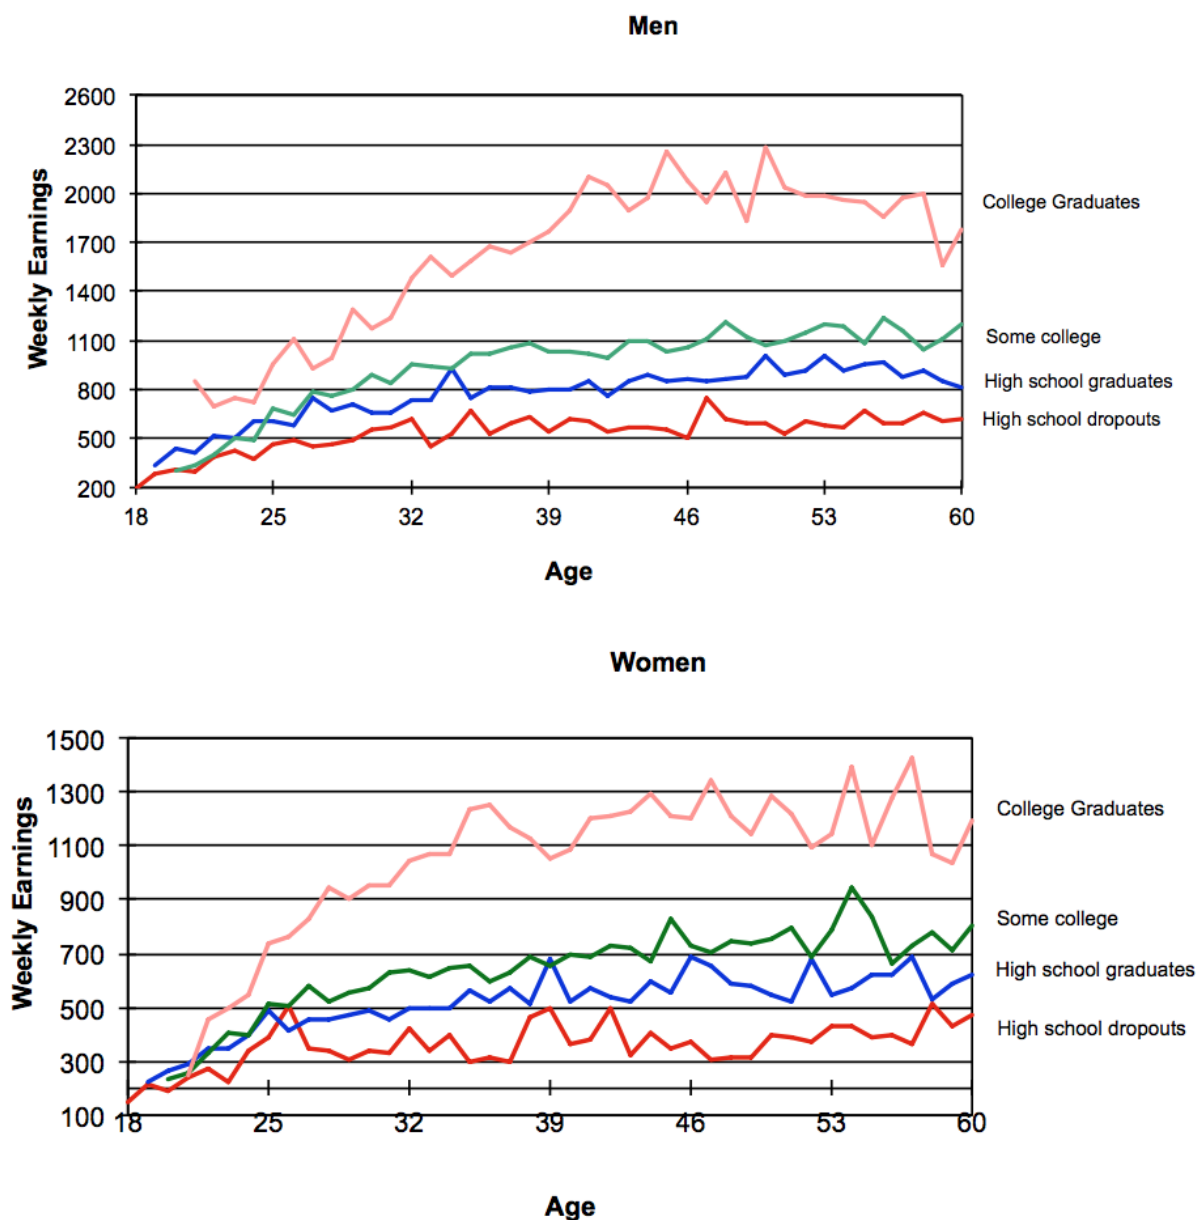 Men
2600
2300
2000
1700
1400
1100
800
500
200
Weekly Earnings
College Graduates
Some college
High school graduates
High school dropouts
18 25 32 39 46 53 60
Age
Women
1500
1300
1100
900
700
500
300
100
Weekly Earnings
College Graduates
Some college
High school graduates
High school dropouts
18 25 32 39 46 53 60
Age